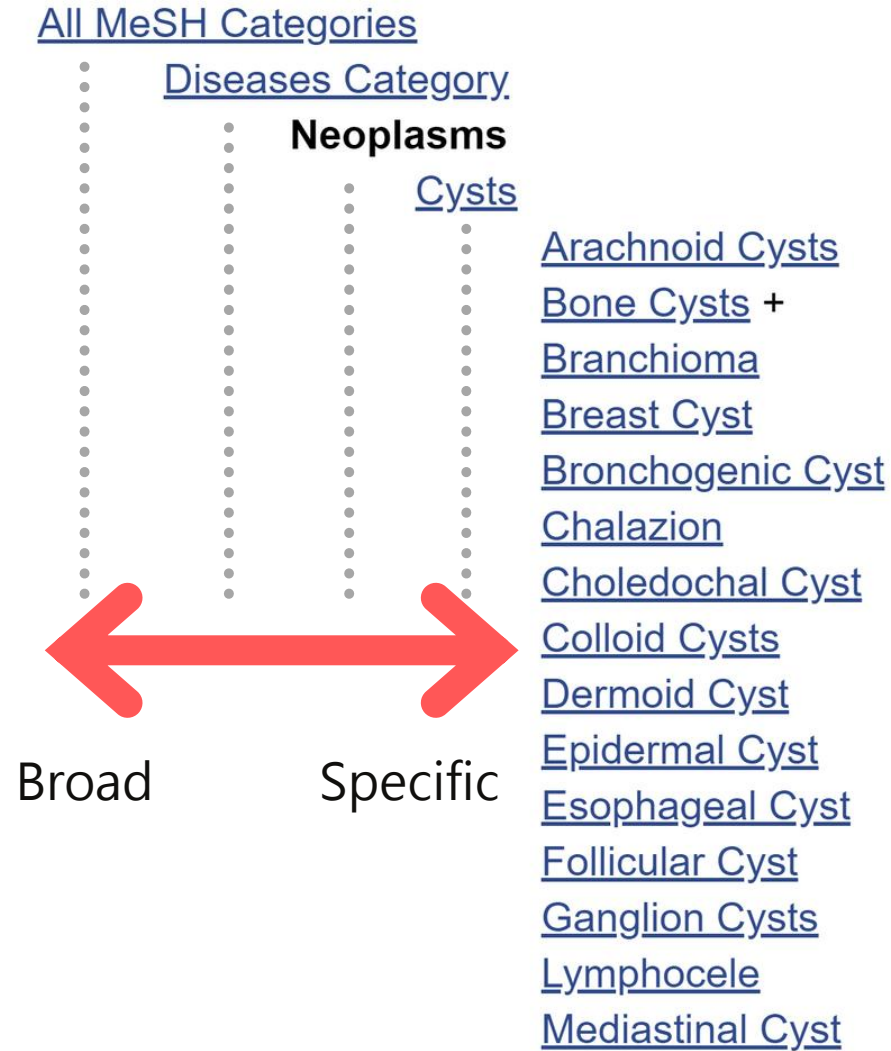 All MeSH Categories
Diseases Category
Neoplasms
Cysts
Arachnoid Cysts
Bone Cysts +
Branchioma
Breast Cyst
Bronchogenic Cyst
Chalazion
Choledochal Cyst
Colloid Cysts
Dermoid Cyst
Epidermal Cyst
Esophageal Cyst
Follicular Cyst
Ganglion Cysts
Lymphocele
Mediastinal Cyst
Broad
Specific